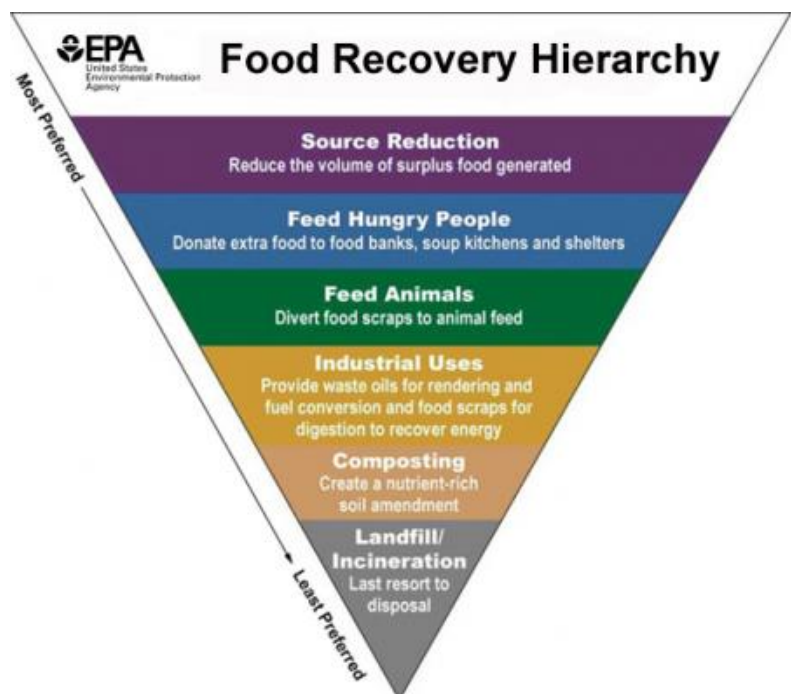 EPA
United States
Environmental Protection
Agency
Food Recovery Hierarchy
Most Preferred
Source Reduction
Reduce the volume of surplus food generated
Feed Hungry People
Donate extra food to food banks, soup kitchens and shelters
Feed Animals
Divert food scraps to animal feed
Industrial Uses
Provide waste oils for rendering and
fuel conversion and food scraps for
digestion to recover energy
Composting
Create a nutrient-rich
soil amendment
Landfill/
Incineration
Last resort to
disposal
Least Preferred